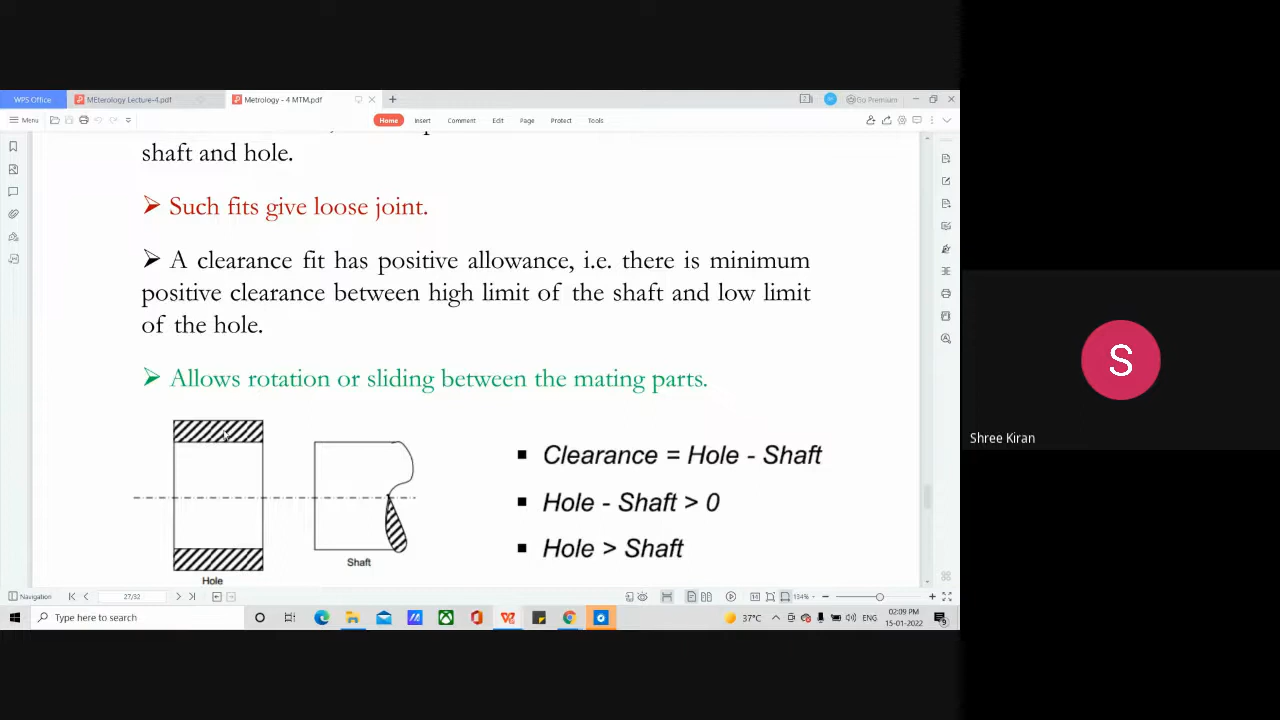 WPS Office
MEterology Lecture-4.pdf
Metrology - 4 MTM.pdf
Go Premium
Menu
Home
Insert
Comment
Edit
Page
Protect
Tools
shaft and hole.
Such fits give loose joint.
A clearance fit has positive allowance, i.e. there is minimum
positive clearance between high limit of the shaft and low limit
of the hole.
Allows rotation or sliding between the mating parts.
Clearance = Hole - Shaft
Hole - Shaft > 0
Hole > Shaft
Shaft
Hole
S
Shree Kiran
Navigation
27/32
134%
Type here to search
37°C
ENG
02:09 PM
15-01-2022